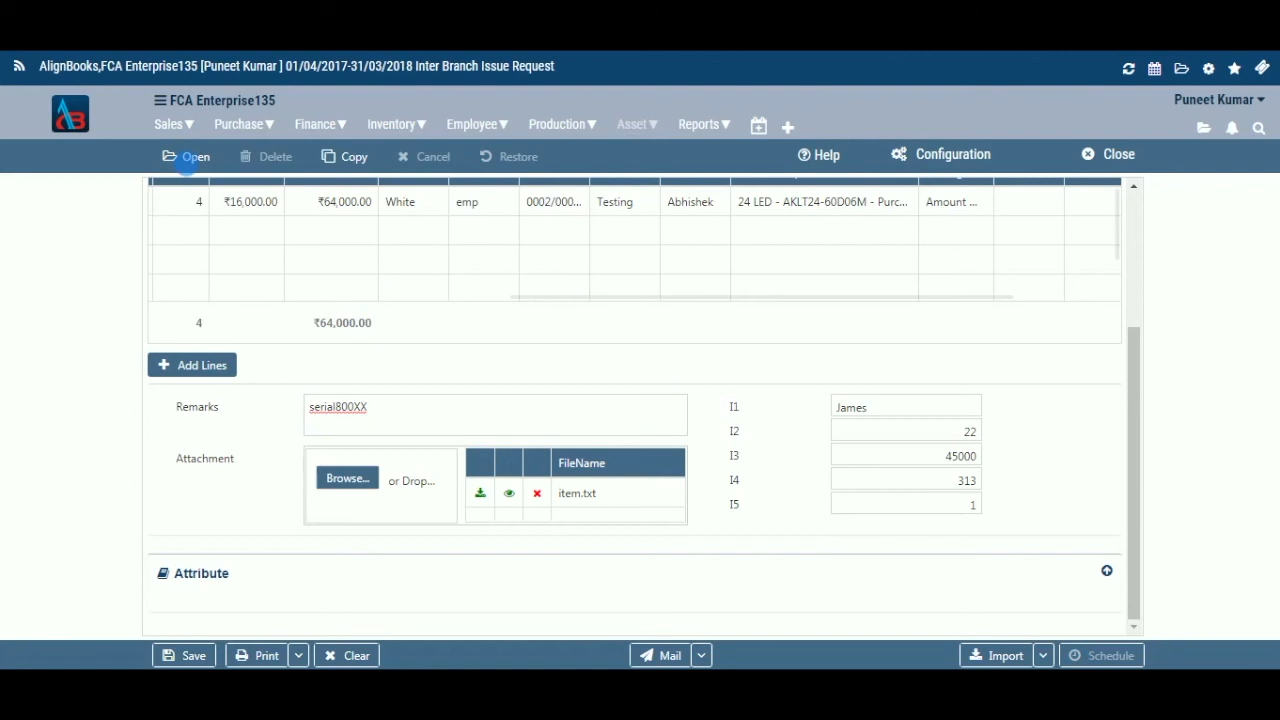 AlignBooks,FCA Enterprise135 [Puneet Kumar ] 01/04/2017-31/03/2018 Inter Branch Issue Request
FCA Enterprise135
Puneet Kumar
Sales Purchase Finance Inventory Employee Production Asset Reports
Open Delete Copy Cancel Restore Help Configuration Close
4 ₹16,000.00 ₹64,000.00 White emp 0002/000... Testing Abhishek 24 LED - AKLT24-60D06M - Purc... Amount ...
4 ₹64,000.00
+ Add Lines
Remarks serial800XX
I1 James
I2 22
Attachment
I3 45000
Browse... or Drop...
FileName
I4 313
item.txt
I5 1
Attribute
Save Print Clear Mail Import Schedule